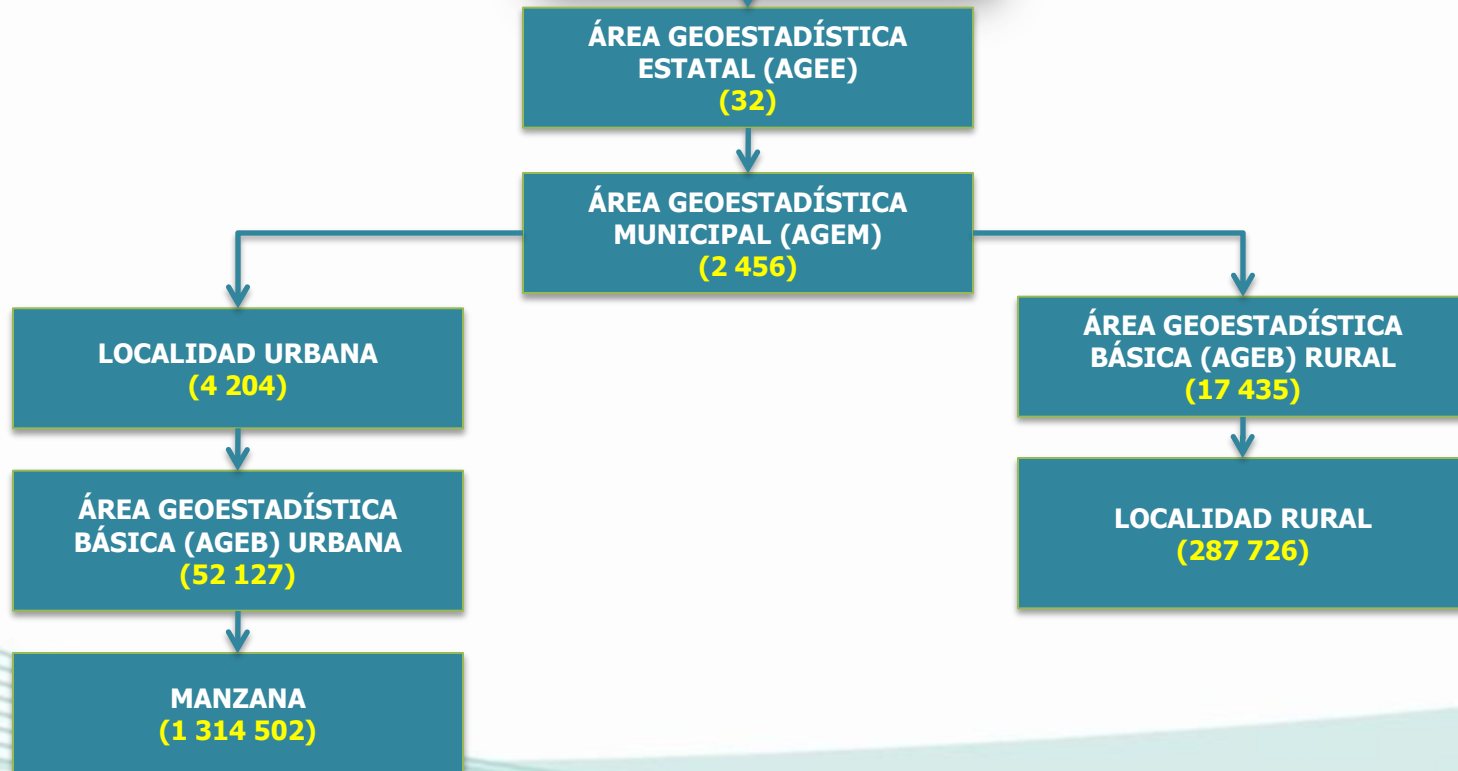 ÁREA GEOESTADÍSTICA
ESTATAL (AGEE)
(32)
ÁREA GEOESTADÍSTICA
MUNICIPAL (AGEM)
(2 456)
LOCALIDAD URBANA
(4 204)
ÁREA GEOESTADÍSTICA
BÁSICA (AGEB) URBANA
(52 127)
MANZANA
(1 314 502)
ÁREA GEOESTADÍSTICA
BÁSICA (AGEB) RURAL
(17 435)
LOCALIDAD RURAL
(287 726)